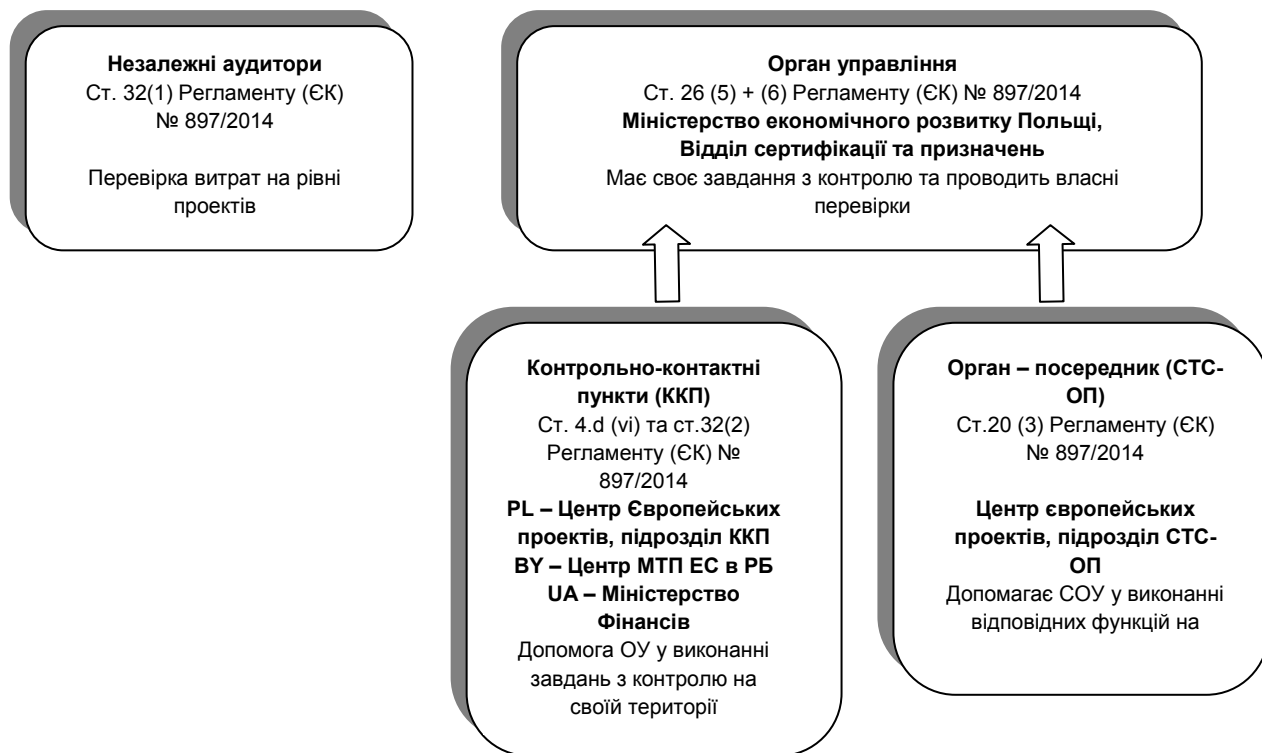 Незалежні аудитори
Ст. 32(1) Регламенту (ЄК)
№ 897/2014
Перевірка витрат на рівні
проектів
Орган управління
Ст. 26 (5) + (6) Регламенту (ЄК) № 897/2014
Міністерство економічного розвитку Польщі,
Відділ сертифікації та призначень
Має своє завдання з контролю та проводить власні
перевірки
Контрольно-контактні
пункти (ККП)
Ст. 4.d (vi) та ст.32(2)
Регламенту (ЄК) №
897/2014
PL – Центр Європейських
проектів, підрозділ ККП
BY – Центр МТП ЕС в РБ
UA – Міністерство
Фінансів
Допомога ОУ у виконанні
завдань з контролю на
своїй території
Орган – посередник (СТС-
ОП)
Ст.20 (3) Регламенту (ЄК)
№ 897/2014
Центр європейських
проектів, підрозділ СТС-
ОП
Допомагає СОУ у виконанні
відповідних функцій на